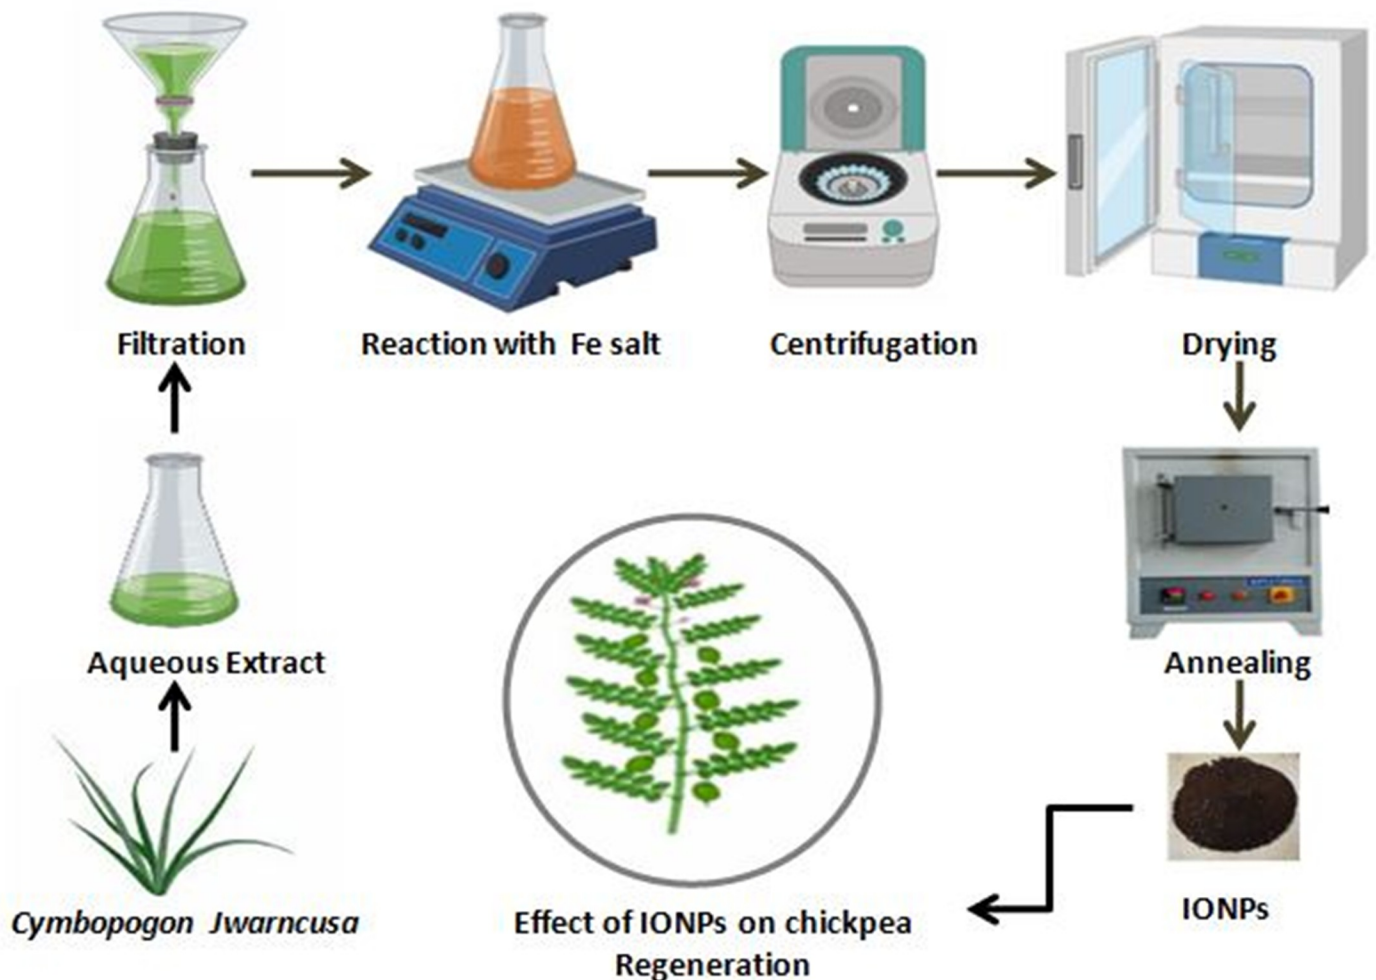 Filtration
Reaction with Fe salt
Centrifugation
Drying
Aqueous Extract
Annealing
Cymbopogon Jwarncusa
Effect of IONPs on chickpea
Regeneration
IONPs